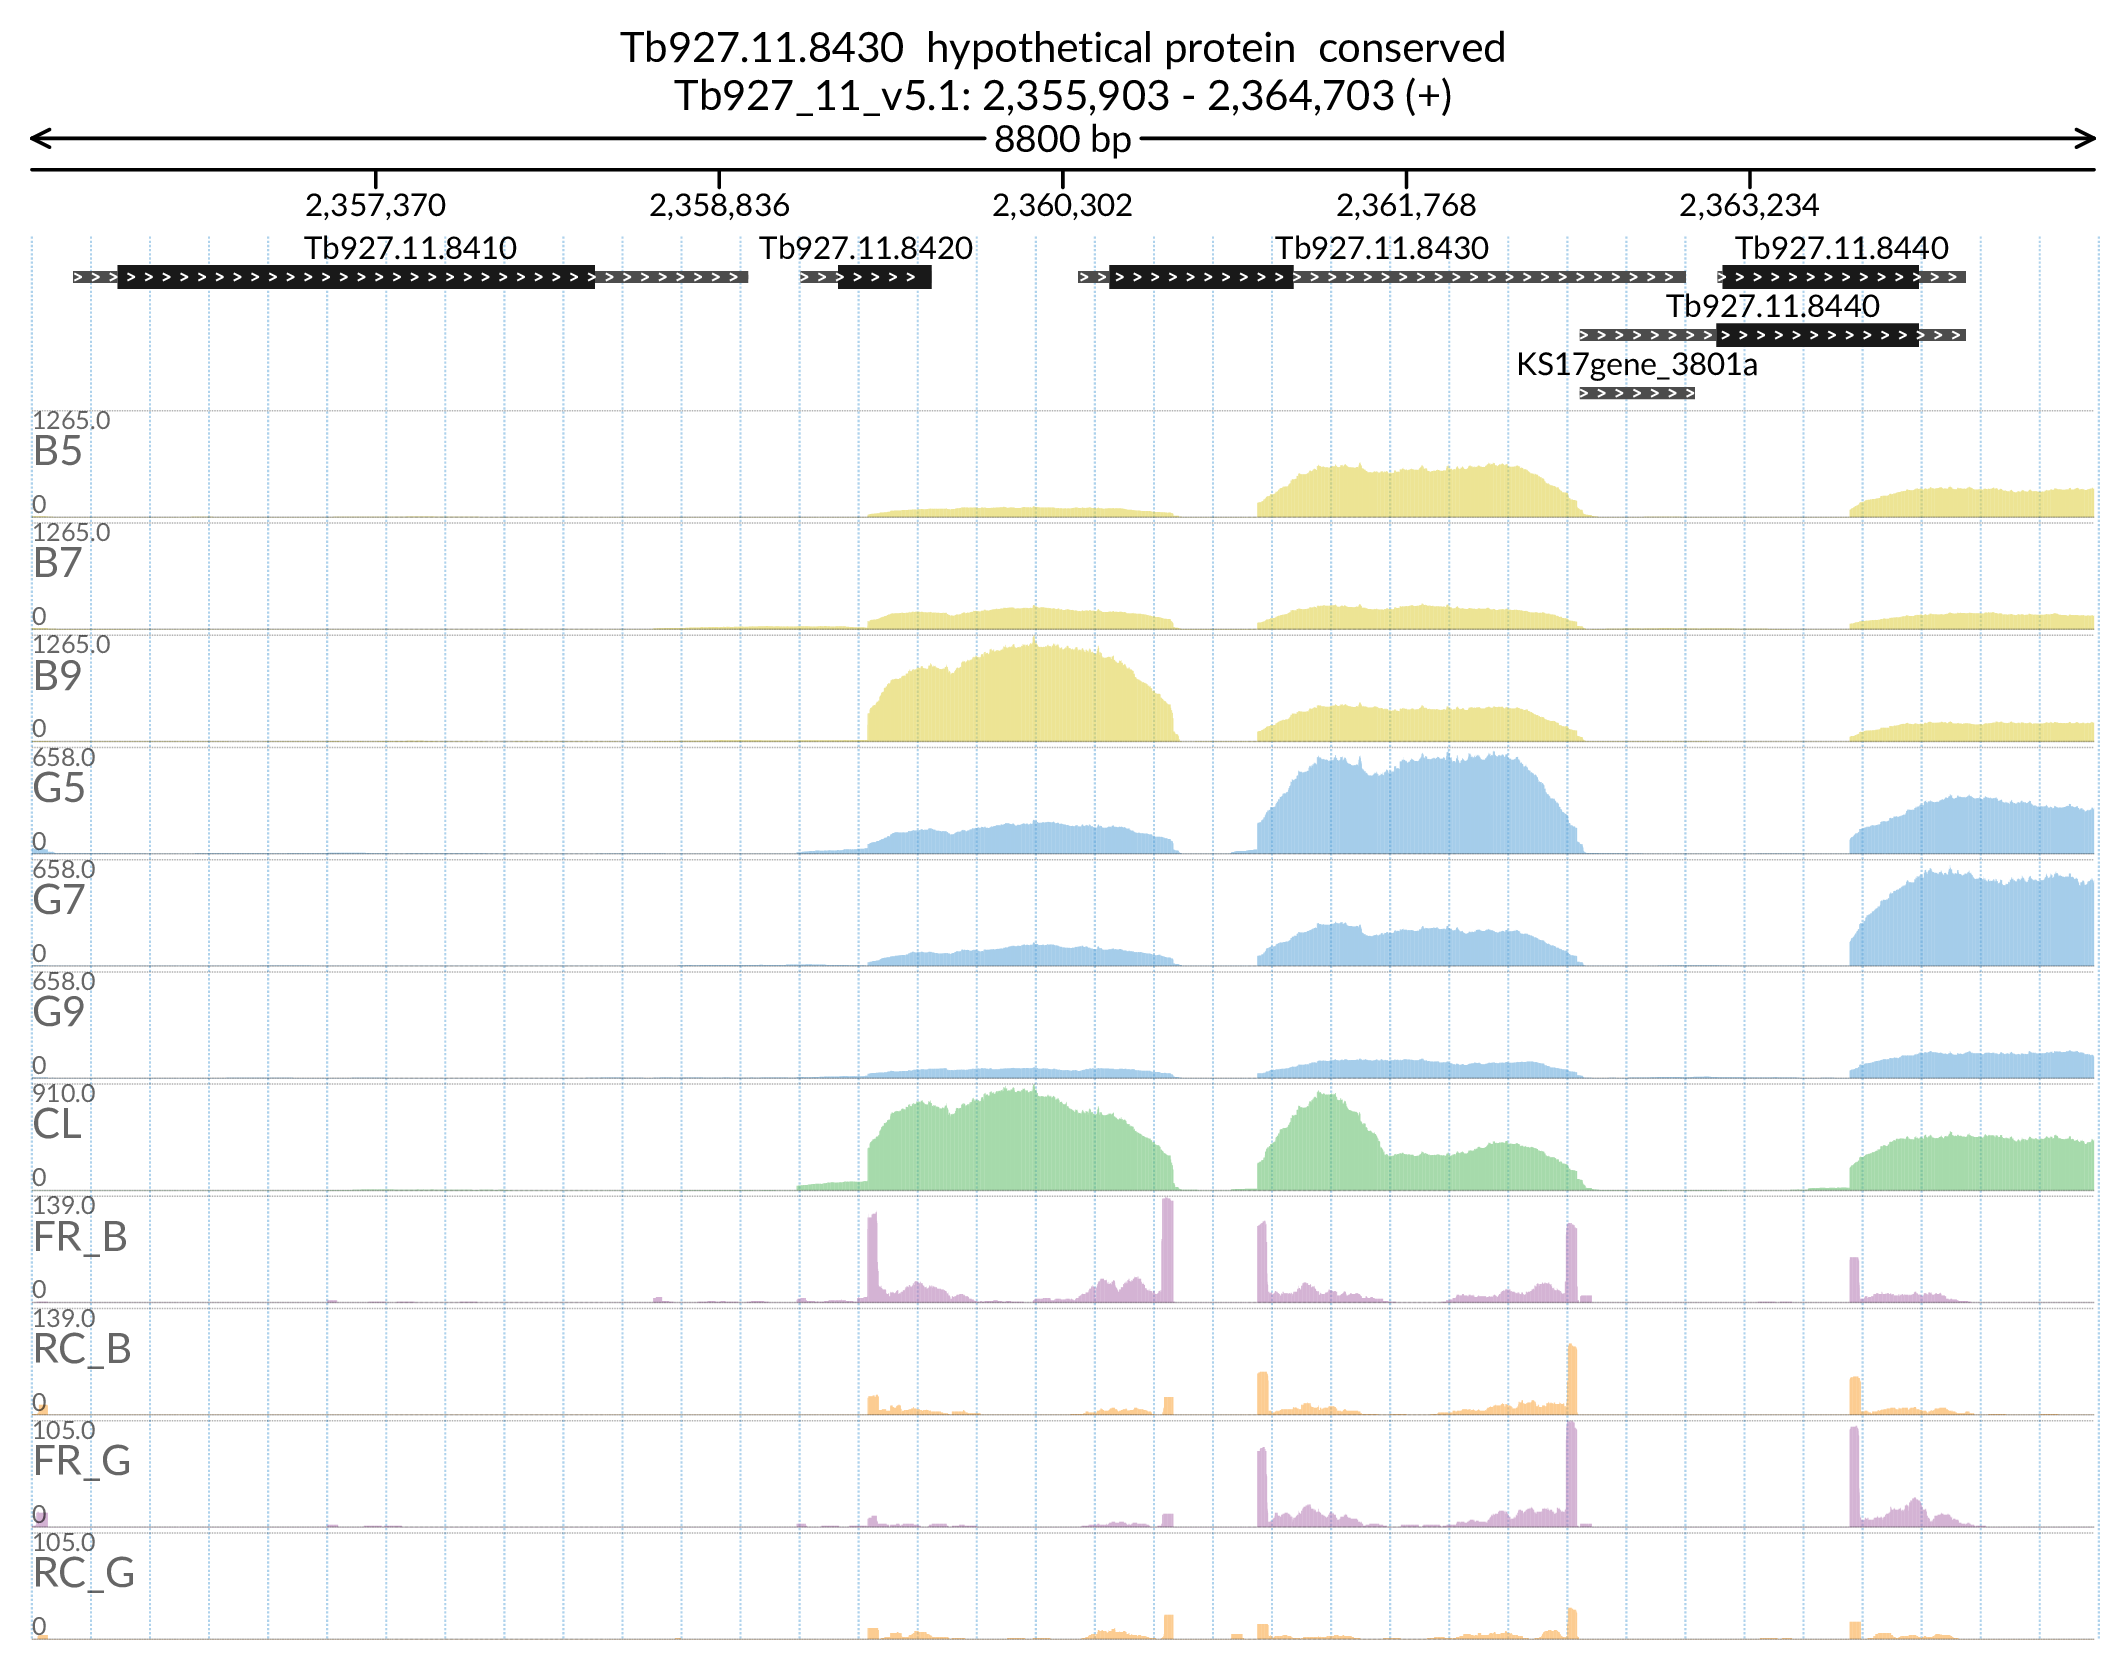 Tb927.11.8430 hypothetical protein conserved
Tb927_11_v5.1: 2,355,903 - 2,364,703 (+)
8800 bp
2,357,370 2,358,836 2,360,302 2,361,768 2,363,234
Tb927.11.8410 Tb927.11.8420 Tb927.11.8430 Tb927.11.8440
Tb927.11.8440
KS17gene_3801a
1265.0
B5
0
1265.0
B7
0
1265.0
B9
0
658.0
G5
0
658.0
G7
0
658.0
G9
0
910.0
CL
0
139.0
FR_B
0
139.0
RC_B
0
105.0
FR_G
0
105.0
RC_G
0